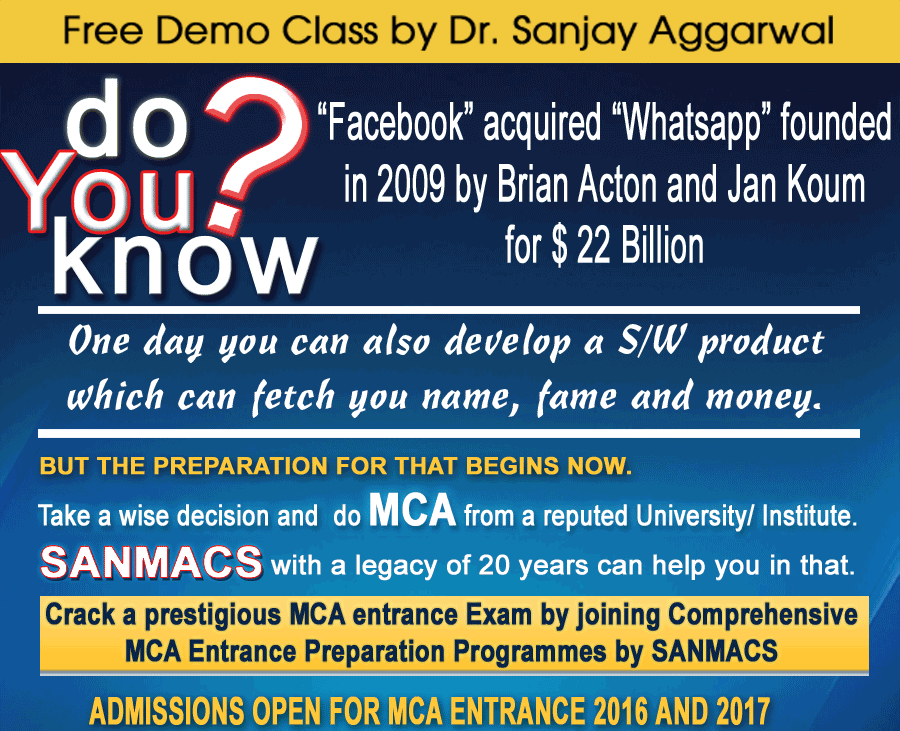 Free Demo Class by Dr. Sanjay Aggarwal
do
You?
know
“Facebook” acquired “Whatsapp” founded
in 2009 by Brian Acton and Jan Koum
for $ 22 Billion
One day you can also develop a S/W product
which can fetch you name, fame and money.
BUT THE PREPARATION FOR THAT BEGINS NOW.
Take a wise decision and do MCA from a reputed University/ Institute.
SANMACS with a legacy of 20 years can help you in that.
Crack a prestigious MCA entrance Exam by joining Comprehensive
MCA Entrance Preparation Programmes by SANMACS
ADMISSIONS OPEN FOR MCA ENTRANCE 2016 AND 2017